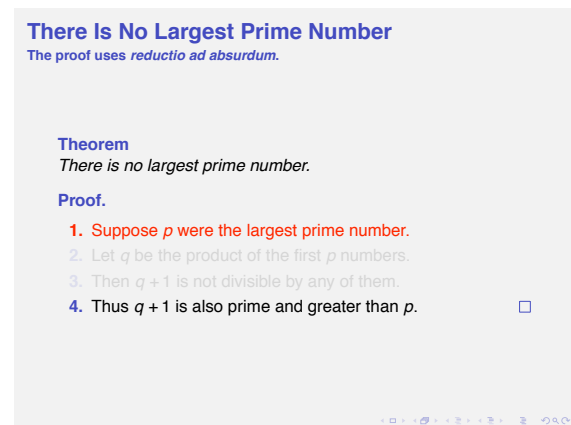 There Is No Largest Prime Number
The proof uses reductio ad absurdum.
Theorem
There is no largest prime number.
Proof.
1. Suppose p were the largest prime number.
2. Let q be the product of the first p numbers.
3. Then q + 1 is not divisible by any of them.
4. Thus q + 1 is also prime and greater than p.